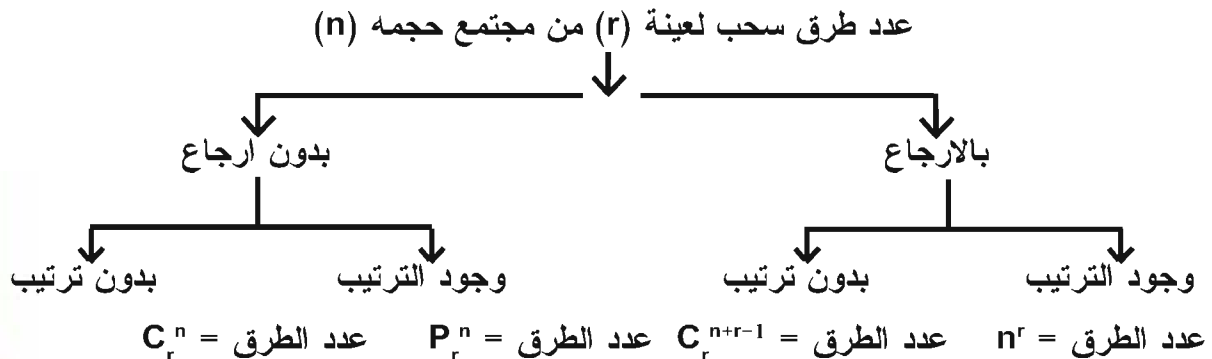 عدد طرق سحب لعينة (r) من مجتمع حجمه (n)
بالارجاع بدون ارجاع
وجود الترتيب بدون ترتيب وجود الترتيب بدون ترتيب
عدد الطرق = nʳ عدد الطرق = C_r^{n+r-1} عدد الطرق = P_r^n عدد الطرق = C_r^n